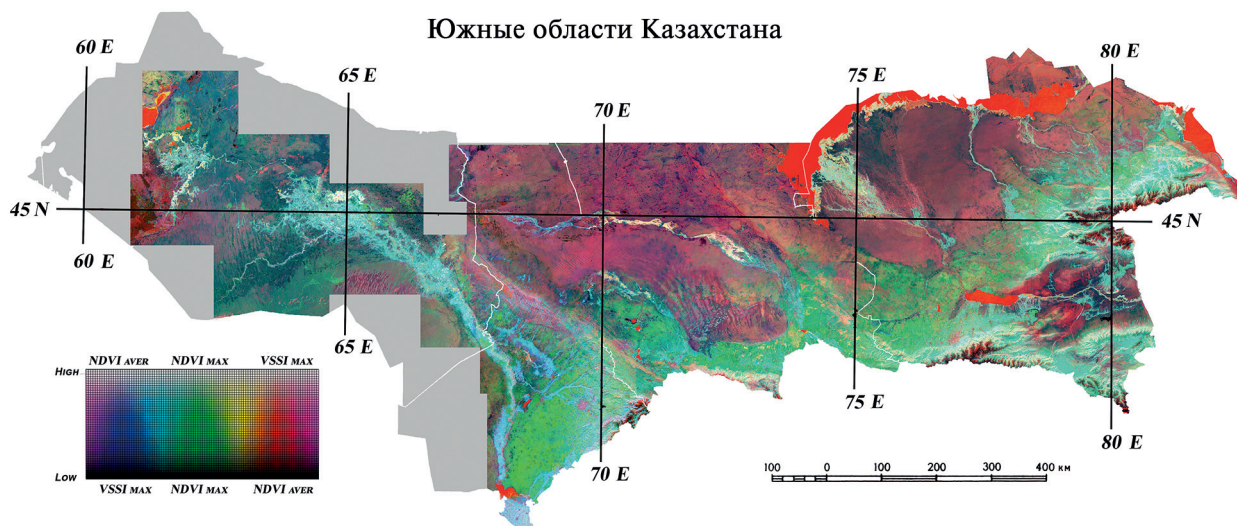 Южные области Казахстана
60 E
65 E
70 E
75 E
80 E
45 N
45 N
60 E
65 E
70 E
75 E
80 E
NDVI AVER NDVI MAX VSSI MAX
HIGH
LOW
VSSI MAX NDVI MAX NDVI AVER
100 0 100 200 300 400 КМ